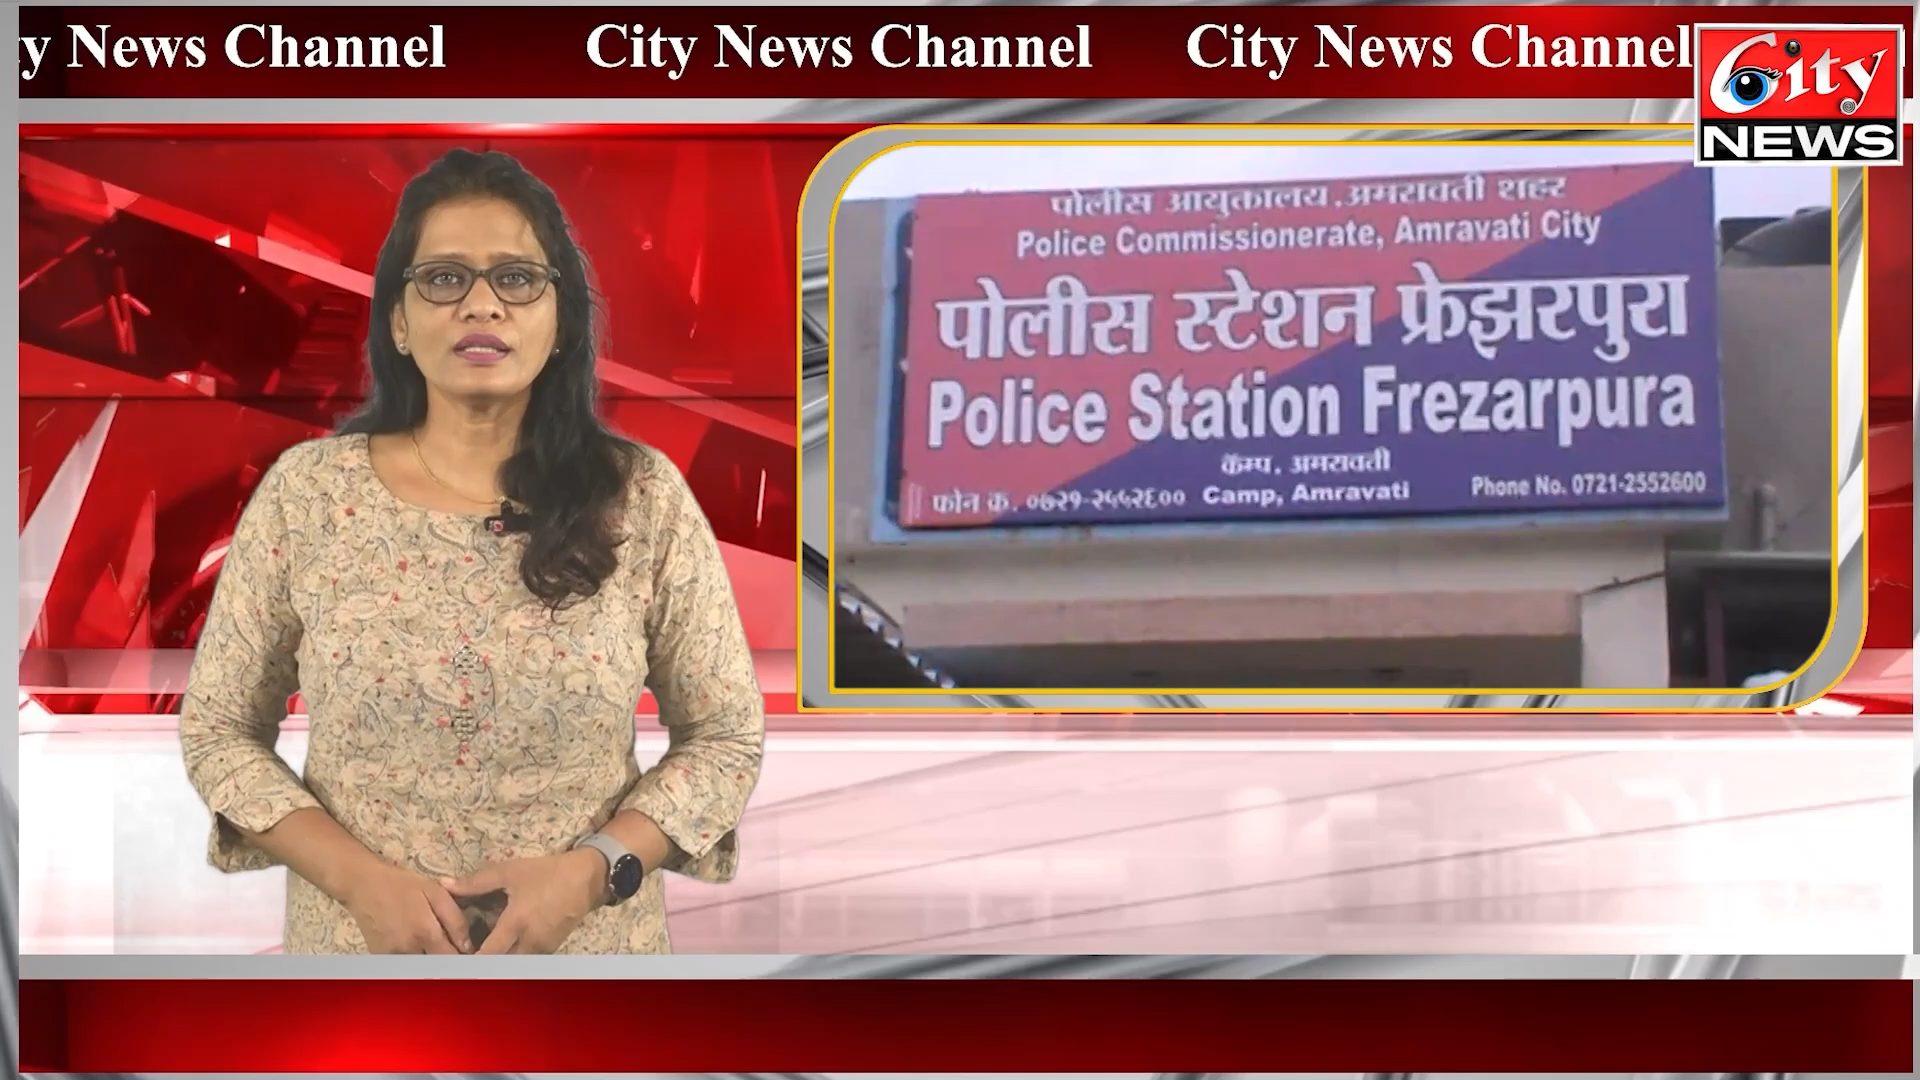 y News Channel City News Channel City News Channel
City
NEWS
पोलीस आयुक्तालय.अमरावती शहर
Police Commissionerate, Amravati City
पोलीस स्टेशन फ्रेझरपुरा
Police Station Frezarpura
कॅम्प. अमरावती
फोन क्र. ०७२१-२५५२६०० Camp, Amravati Phone No. 0721-2552600